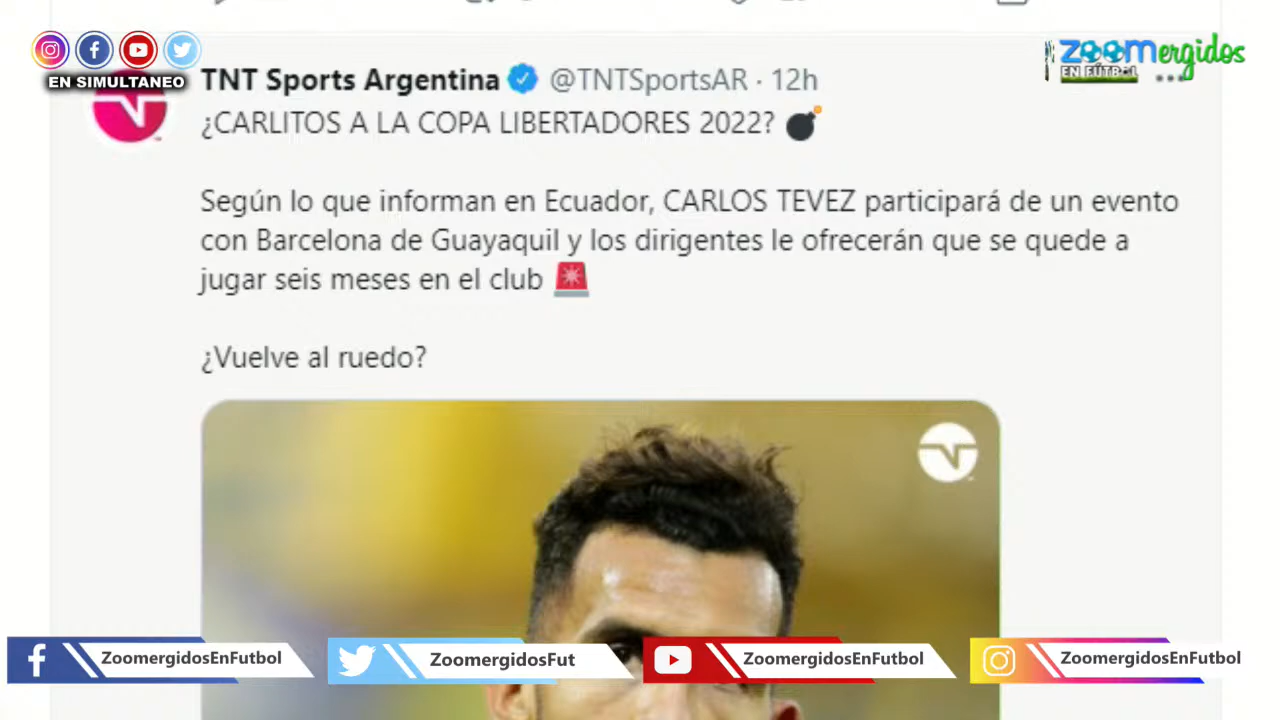 EN SIMULTANEO
ZOOMergidos
EN FÚTBOL
TNT Sports Argentina @TNTSportsAR · 12h
¿CARLITOS A LA COPA LIBERTADORES 2022?
Según lo que informan en Ecuador, CARLOS TEVEZ participará de un evento
con Barcelona de Guayaquil y los dirigentes le ofrecerán que se quede a
jugar seis meses en el club
¿Vuelve al ruedo?
ZoomergidosEnFutbol
ZoomergidosFut
ZoomergidosEnFutbol
ZoomergidosEnFutbol